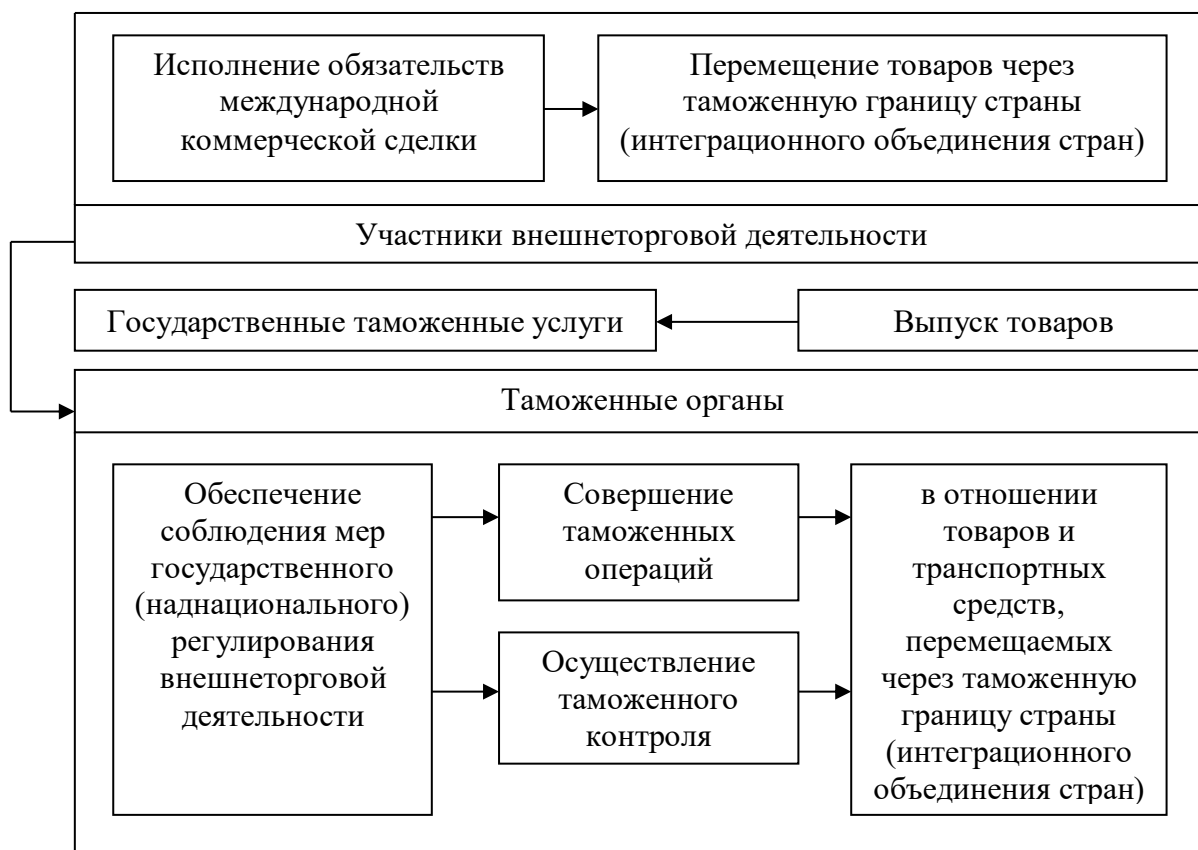 Исполнение обязательств
международной
коммерческой сделки
Перемещение товаров через
таможенную границу страны
(интеграционного объединения стран)
Участники внешнеторговой деятельности
Государственные таможенные услуги
Выпуск товаров
Таможенные органы
Обеспечение
соблюдения мер
государственного
(наднационального)
регулирования
внешнеторговой
деятельности
Совершение
таможенных
операций
Осуществление
таможенного
контроля
в отношении
товаров и
транспортных
средств,
перемещаемых
через таможенную
границу страны
(интеграционного
объединения стран)